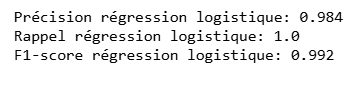 Précision régression logistique: 0.984
Rappel régression logistique: 1.0
F1-score régression logistique: 0.992